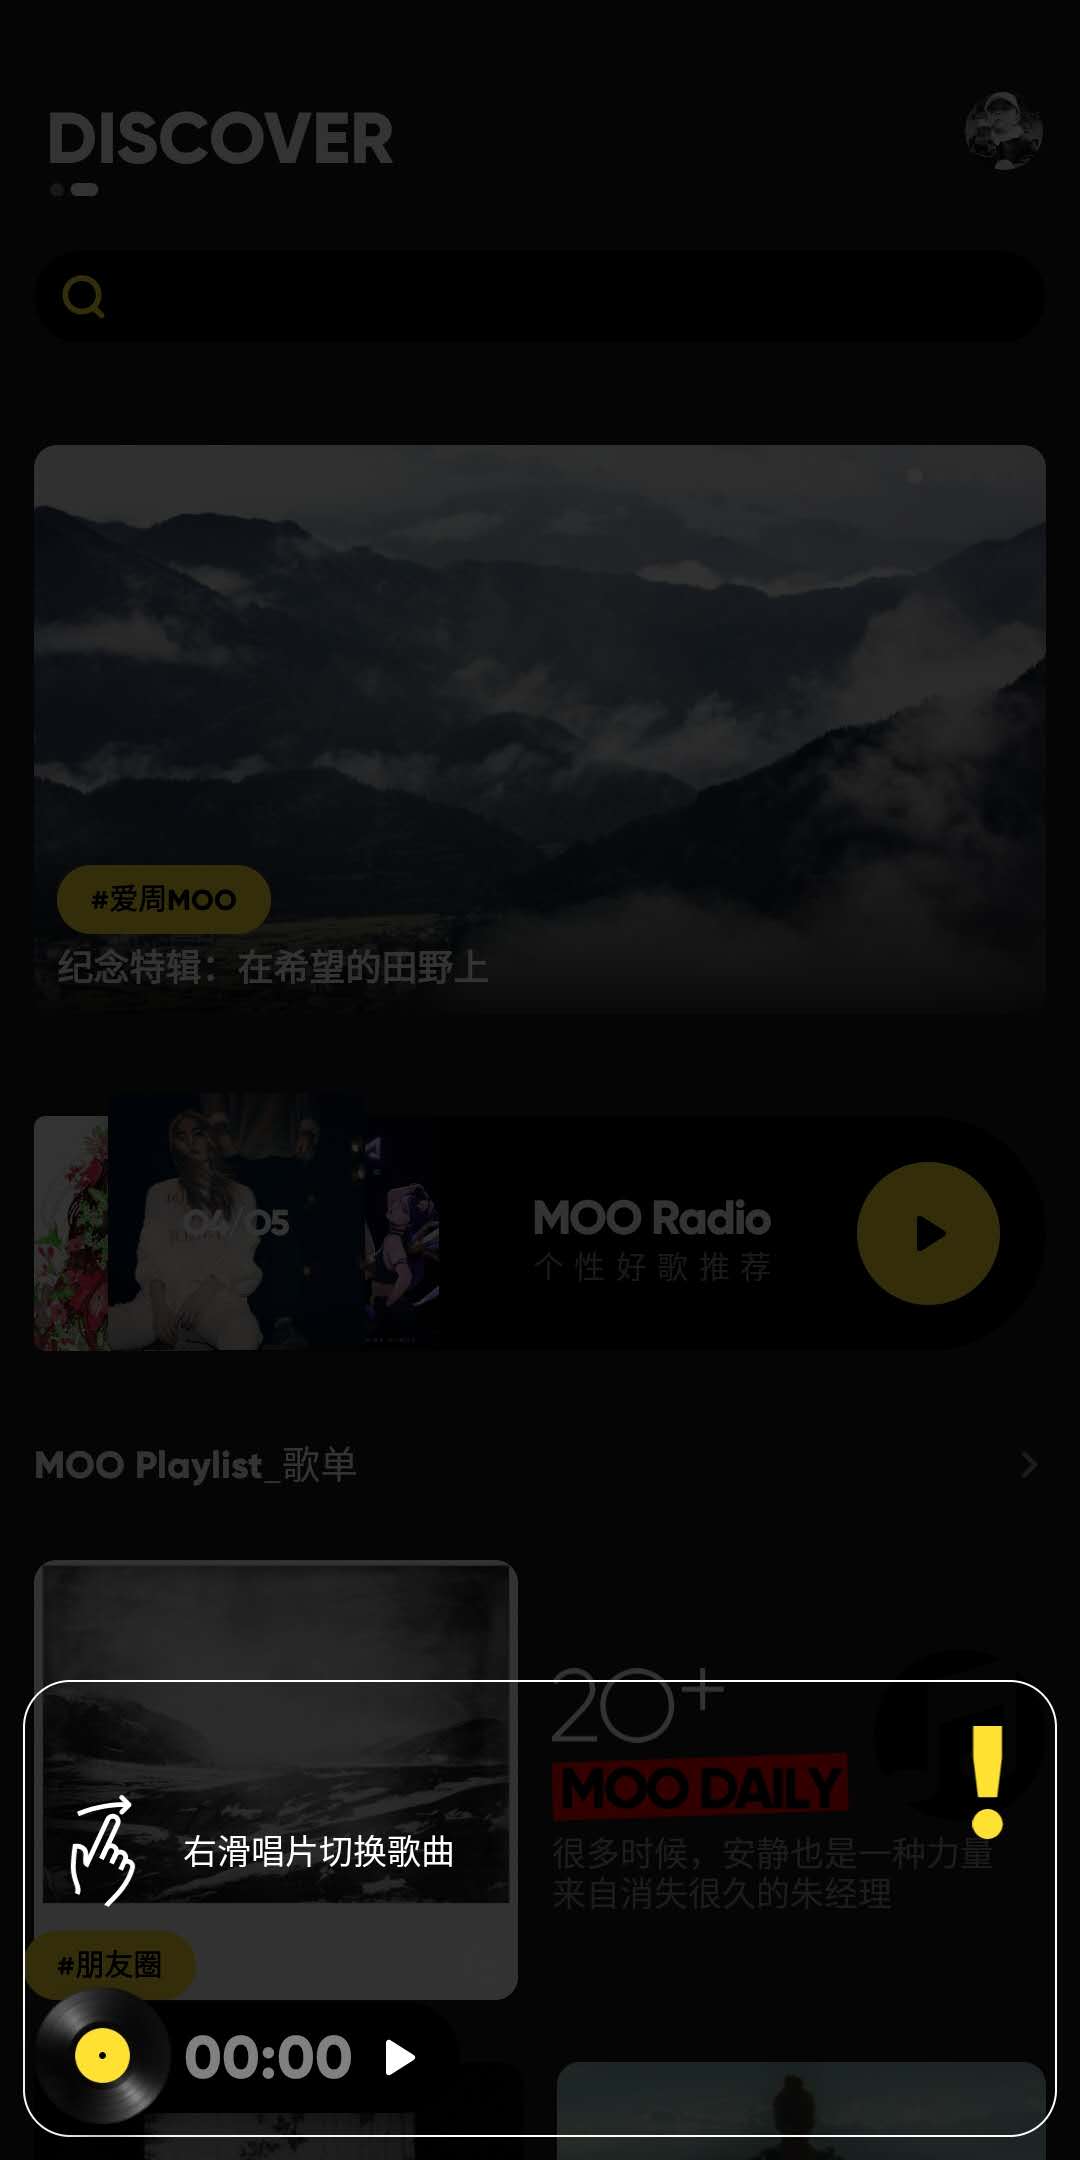 DISCOVER
#爱周MOO
纪念特辑：在希望的田野上
04/05
MOO Radio
个性好歌推荐
MOO Playlist_歌单
20+
MOO DAILY
很多时候，安静也是一种力量
来自消失很久的朱经理
右滑唱片切换歌曲
#朋友圈
00:00